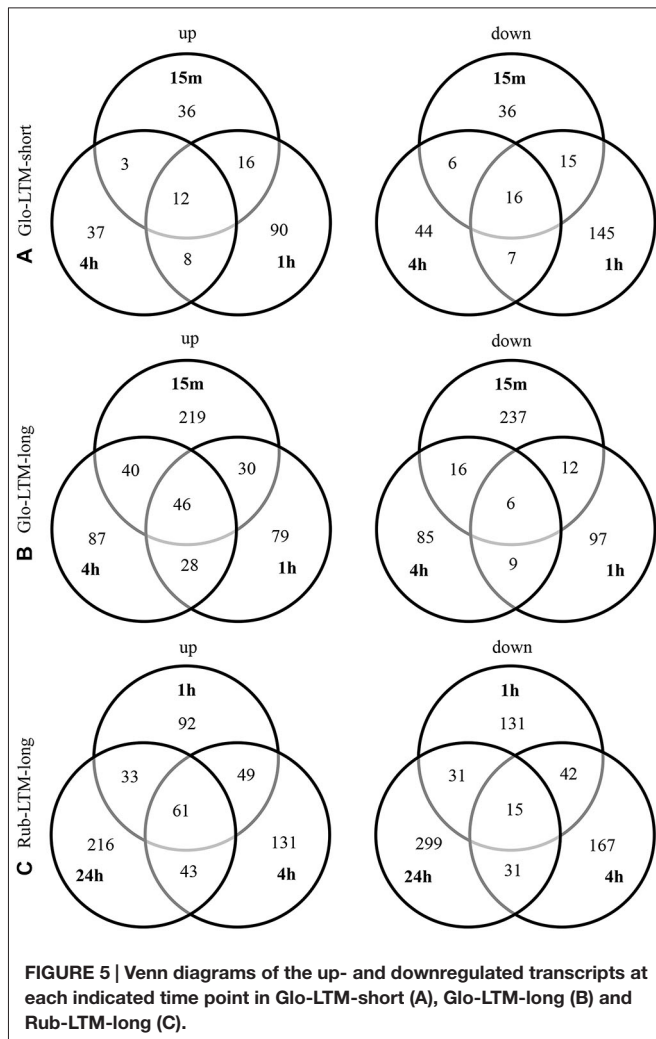 up down
15m 15m
36 36
3 16 6 15
12 16
37 90 44 145
4h 1h 4h 1h
8 7
A Glo-LTM-short
up down
15m 15m
219 237
40 30 16 12
46 6
87 79 85 97
4h 1h 4h 1h
28 9
B Glo-LTM-long
up down
1h 1h
92 131
33 49 31 42
61 15
216 131 299 167
24h 4h 24h 4h
43 31
C Rub-LTM-long
FIGURE 5 | Venn diagrams of the up- and downregulated transcripts at
each indicated time point in Glo-LTM-short (A), Glo-LTM-long (B) and
Rub-LTM-long (C).